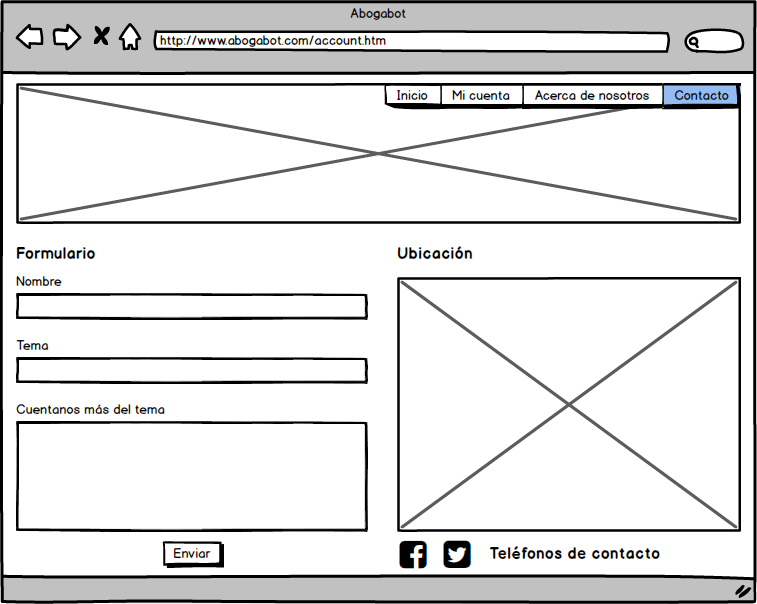 Abogabot
http://www.abogabot.com/account.htm
Inicio Mi cuenta Acerca de nosotros Contacto
Formulario
Nombre
Tema
Cuentanos más del tema
Enviar
Ubicación
Teléfonos de contacto